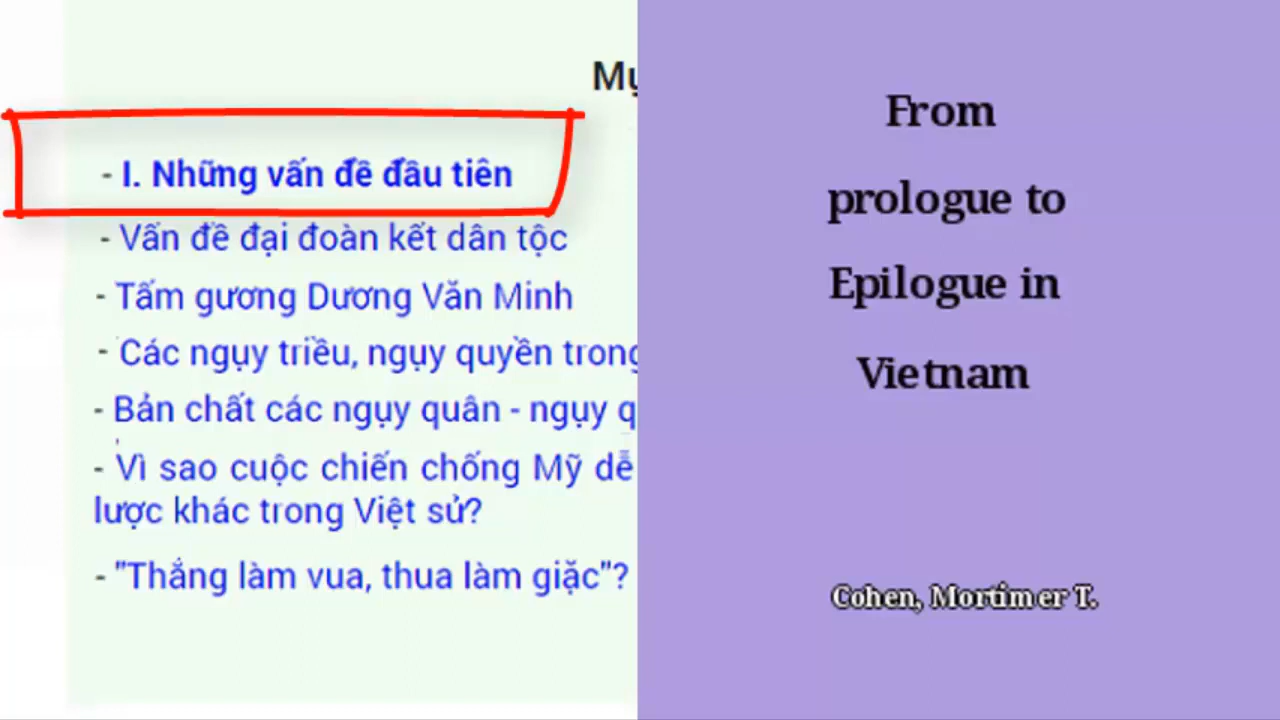 - I. Những vấn đề đầu tiên
- Vấn đề đại đoàn kết dân tộc
- Tấm gương Dương Văn Minh
- Các ngụy triều, ngụy quyền
- Bản chất các ngụy quân - ngụy
- Vì sao cuộc chiến chống Mỹ dễ
lược khác trong Việt sử?
- "Thắng làm vua, thua làm giặc"?
From
prologue to
Epilogue in
Vietnam
Cohen, Mortimer T.